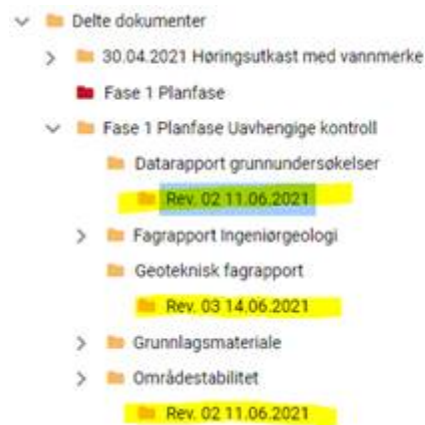 Delte dokumenter
30.04.2021 Høringsutkast med vannmerke
Fase 1 Planfase
Fase 1 Planfase Uavhengige kontroll
Datarapport grunnundersøkelser
Rev. 02 11.06.2021
Fagrapport Ingeniørgeologi
Geoteknisk fagrapport
Rev. 03 14.06.2021
Grunnlagsmateriale
Områdestabilitet
Rev. 02 11.06.2021